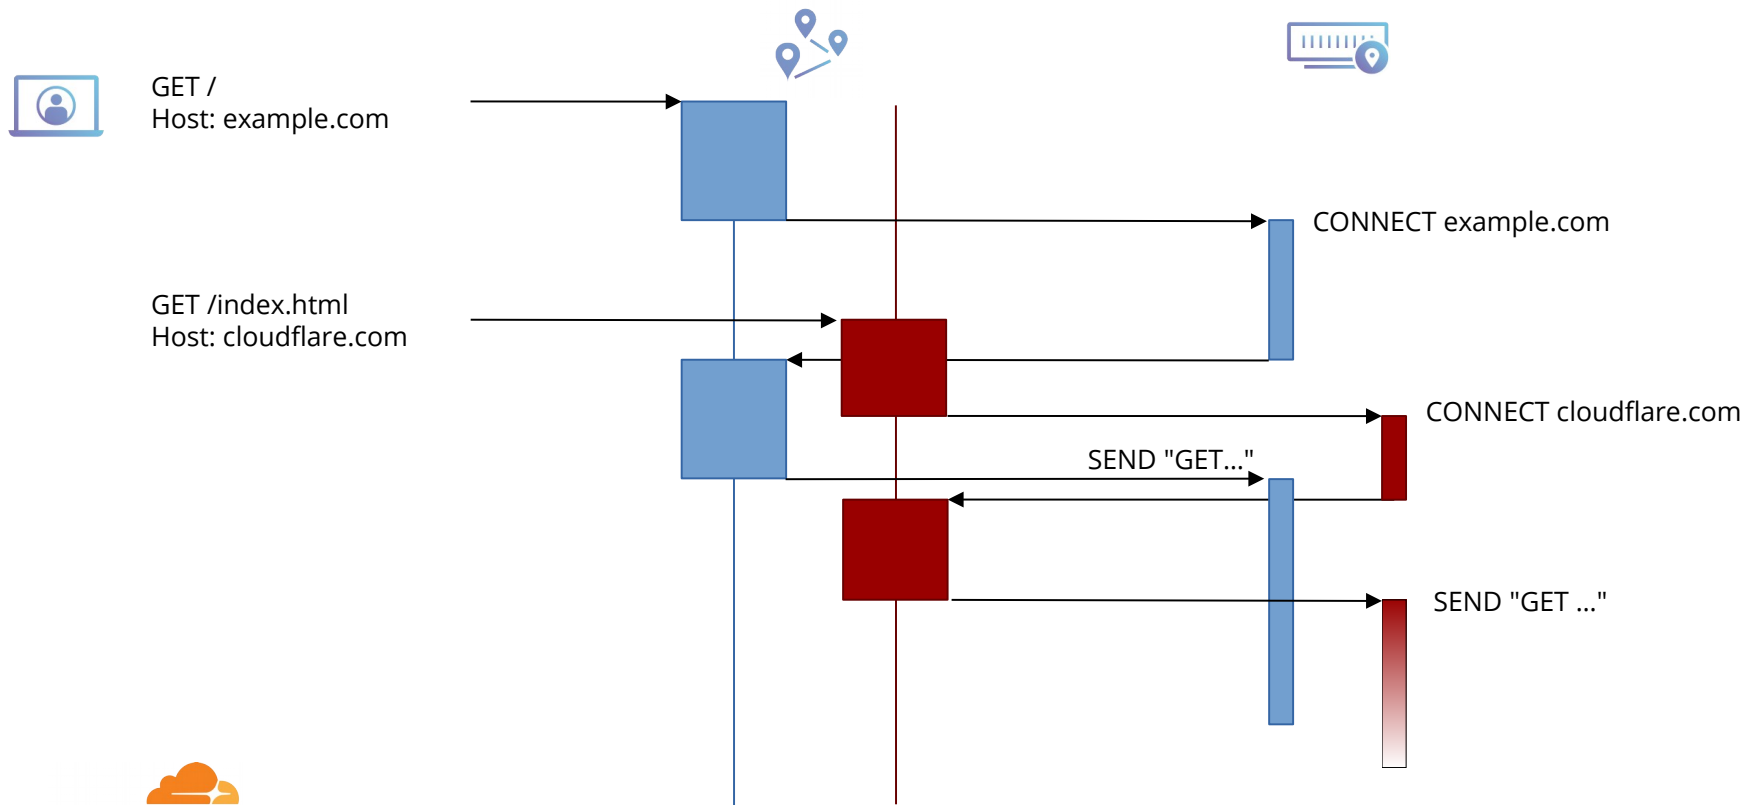 GET /
Host: example.com
CONNECT example.com
GET /index.html
Host: cloudflare.com
CONNECT cloudflare.com
SEND "GET..."
SEND "GET ..."